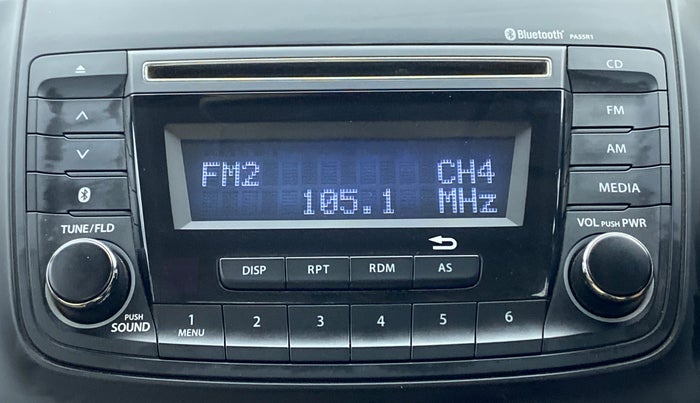 Bluetooth® PA55R1
CD
FM
AM
MEDIA
FM2 CH4
105.1 MHz
TUNE/FLD
VOL PUSH PWR
DISP RPT RDM AS
PUSH
SOUND
1 2 3 4 5 6
MENU